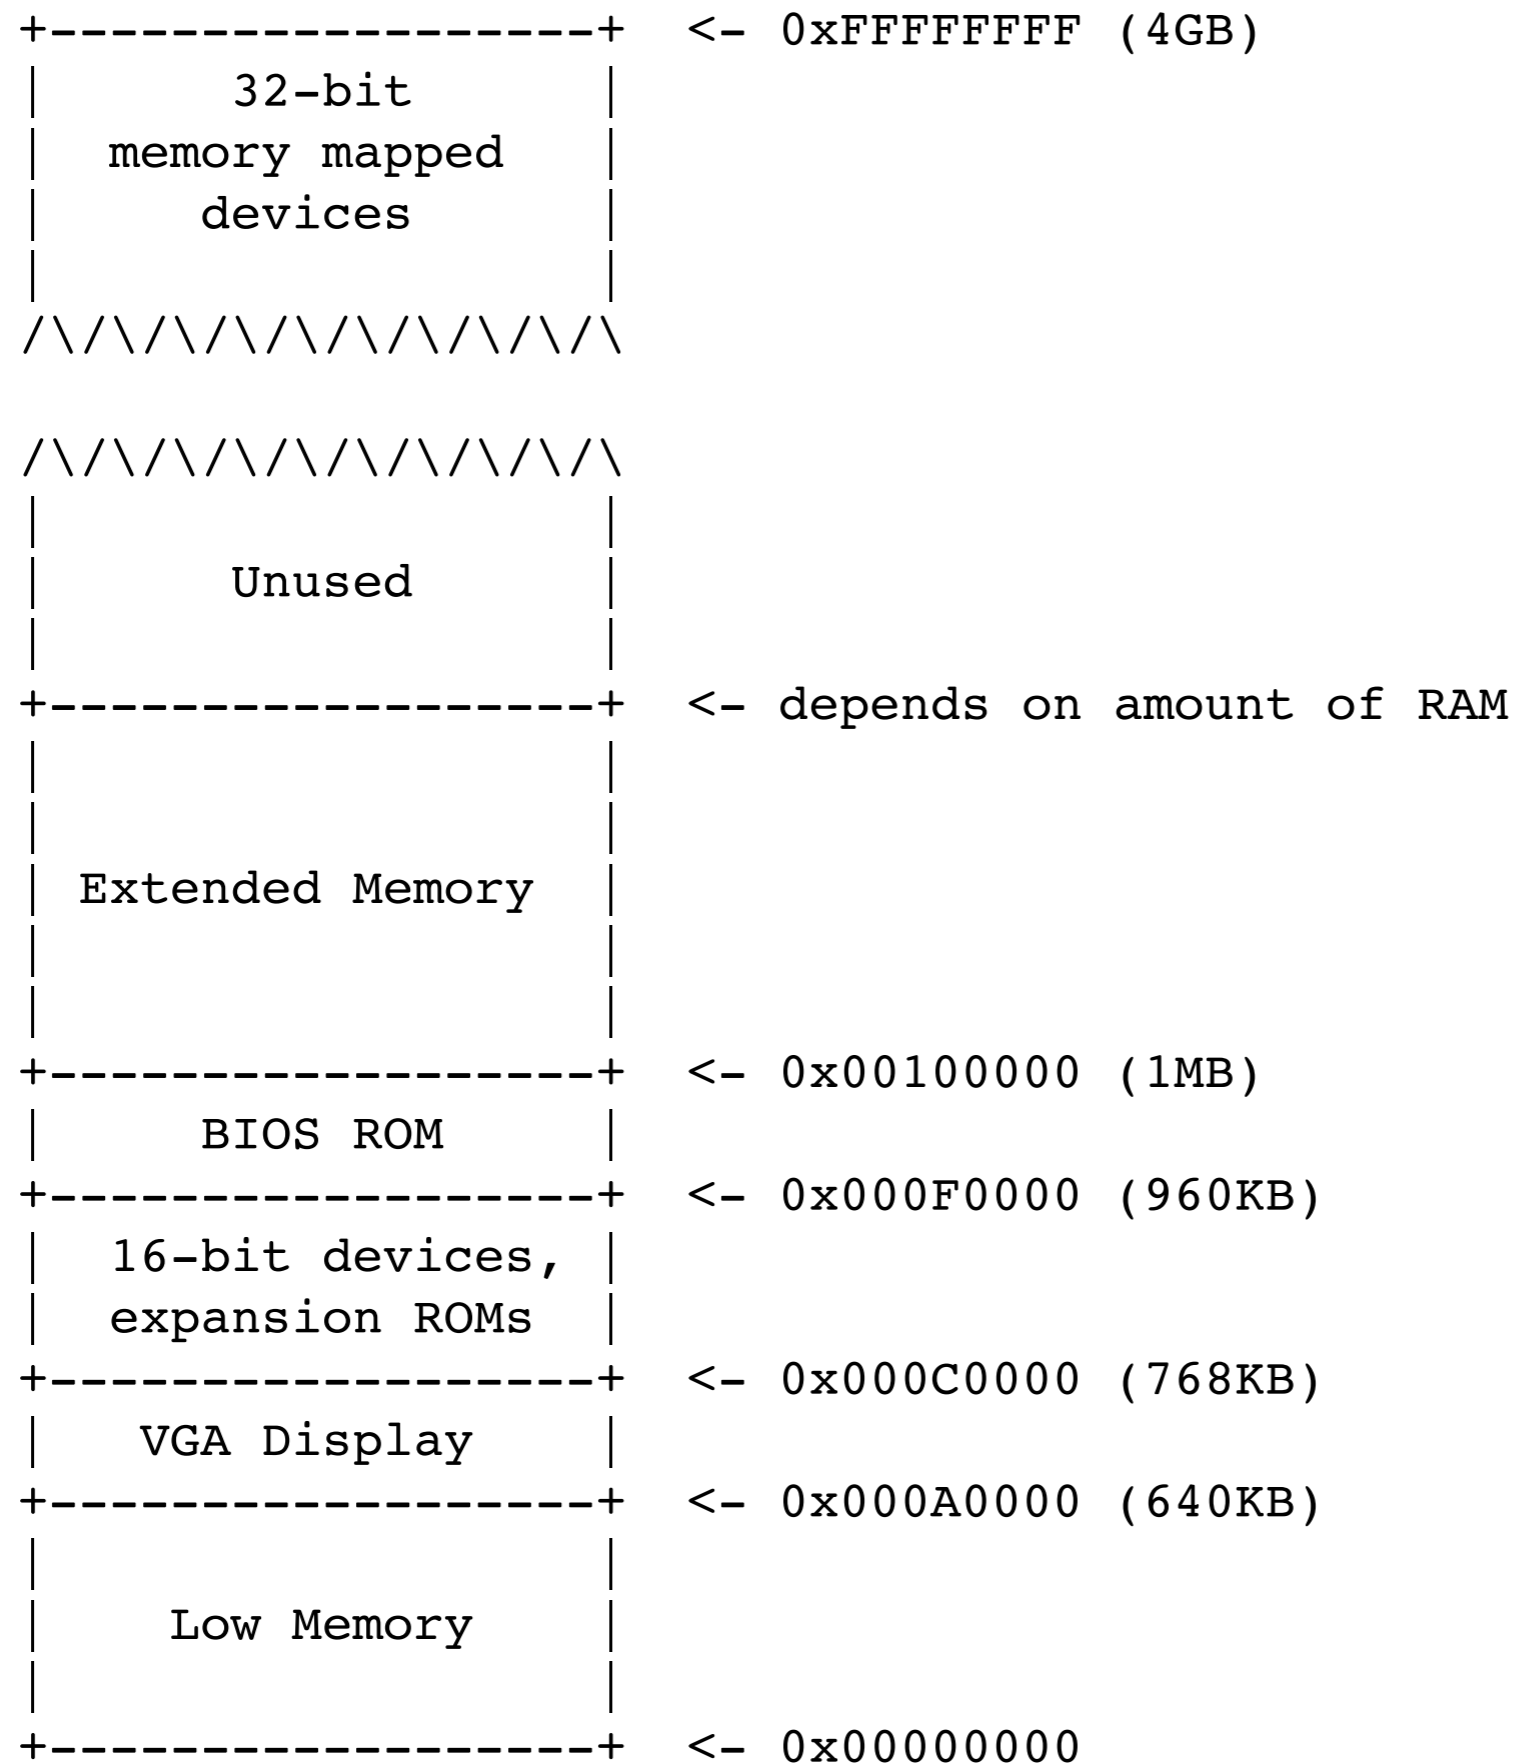 +------------------+  <- 0xFFFFFFFF (4GB)
|      32-bit      |
|  memory mapped   |
|     devices      |
|                  |
/\/\/\/\/\/\/\/\/\/\

/\/\/\/\/\/\/\/\/\/\
|                  |
|      Unused      |
|                  |
+------------------+  <- depends on amount of RAM
|                  |
|                  |
| Extended Memory  |
|                  |
|                  |
+------------------+  <- 0x00100000 (1MB)
|     BIOS ROM     |
+------------------+  <- 0x000F0000 (960KB)
|  16-bit devices, |
|  expansion ROMs  |
+------------------+  <- 0x000C0000 (768KB)
|   VGA Display    |
+------------------+  <- 0x000A0000 (640KB)
|                  |
|    Low Memory    |
|                  |
+------------------+  <- 0x00000000